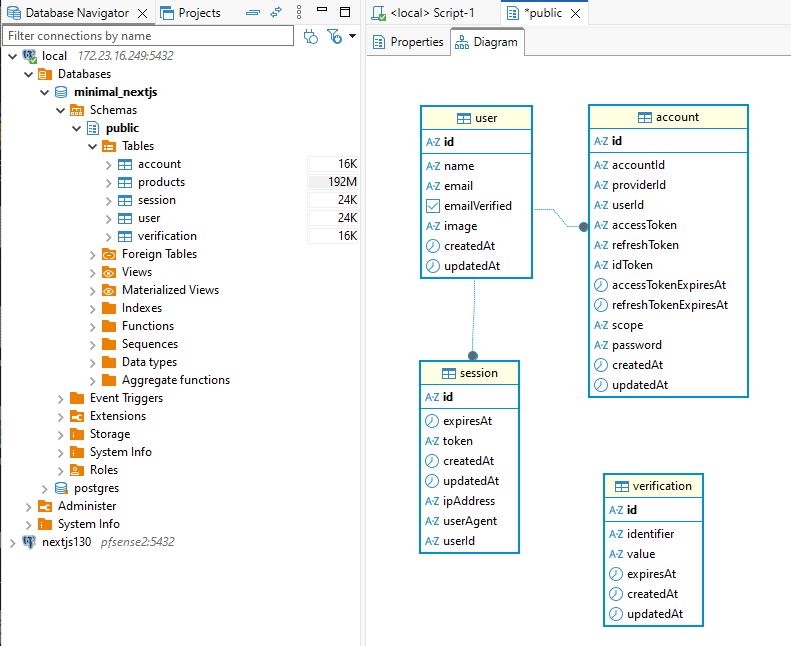 Database Navigator
Projects
Filter connections by name
local 172.23.16.249:5432
Databases
minimal_nextjs
Schemas
public
Tables
account 16K
products 192M
session 24K
user 24K
verification 16K
Foreign Tables
Views
Materialized Views
Indexes
Functions
Sequences
Data types
Aggregate functions
Event Triggers
Extensions
Storage
System Info
Roles
postgres
Administer
System Info
nextjs130 pfsense2:5432
<local> Script-1
*public
Properties
Diagram
user
A-Z id
A-Z name
A-Z email
emailVerified
A-Z image
createdAt
updatedAt
account
A-Z id
A-Z accountId
A-Z providerId
A-Z userId
A-Z accessToken
A-Z refreshToken
A-Z idToken
accessTokenExpiresAt
refreshTokenExpiresAt
A-Z scope
A-Z password
createdAt
updatedAt
session
A-Z id
expiresAt
A-Z token
createdAt
updatedAt
A-Z ipAddress
A-Z userAgent
A-Z userId
verification
A-Z id
A-Z identifier
A-Z value
expiresAt
createdAt
updatedAt